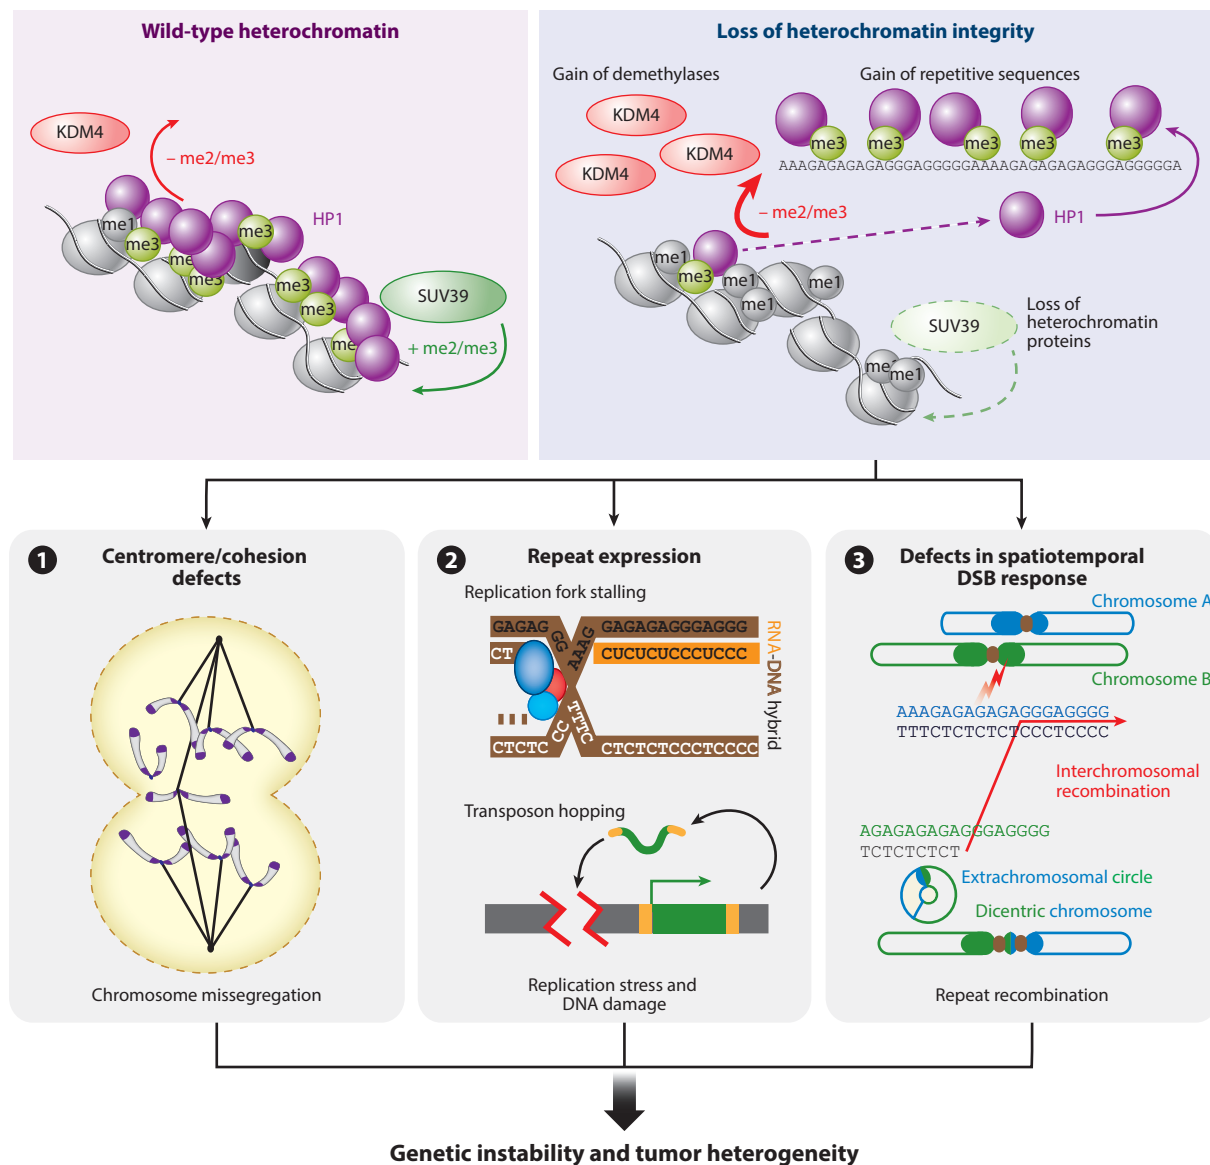 Wild-type heterochromatin
KDM4
– me2/me3
HP1
me1
me3
me3
me3
me3
me3
SUV39
+ me2/me3
Loss of heterochromatin integrity
Gain of demethylases
Gain of repetitive sequences
KDM4
KDM4
KDM4
me3
me3
me3
me3
me3
AAAGAGAGAGAGGGAGGGGGAAAAGAGAGAGAGGGAGGGGGA
– me2/me3
HP1
me1
me3
me1
me1
me1
SUV39
Loss of
heterochromatin
proteins
me1
1
Centromere/cohesion
defects
Chromosome missegregation
2
Repeat expression
Replication fork stalling
GAGAG
GG
AAAG
GAGAGAGGGAGGG
CT
CUCUCUCCCUCCC
RNA-DNA hybrid
CTCTC
CC
TTTC
CTCTCTCCCTCCCC
Transposon hopping
Replication stress and
DNA damage
3
Defects in spatiotemporal
DSB response
Chromosome A
Chromosome B
AAAGAGAGAGAGAGGGAGGGG
TTTCTCTCTCTCTCCCTCCCC
Interchromosomal
recombination
AGAGAGAGAGGGAGGGG
TCTCTCTCT
Extrachromosomal circle
Dicentric chromosome
Repeat recombination
Genetic instability and tumor heterogeneity